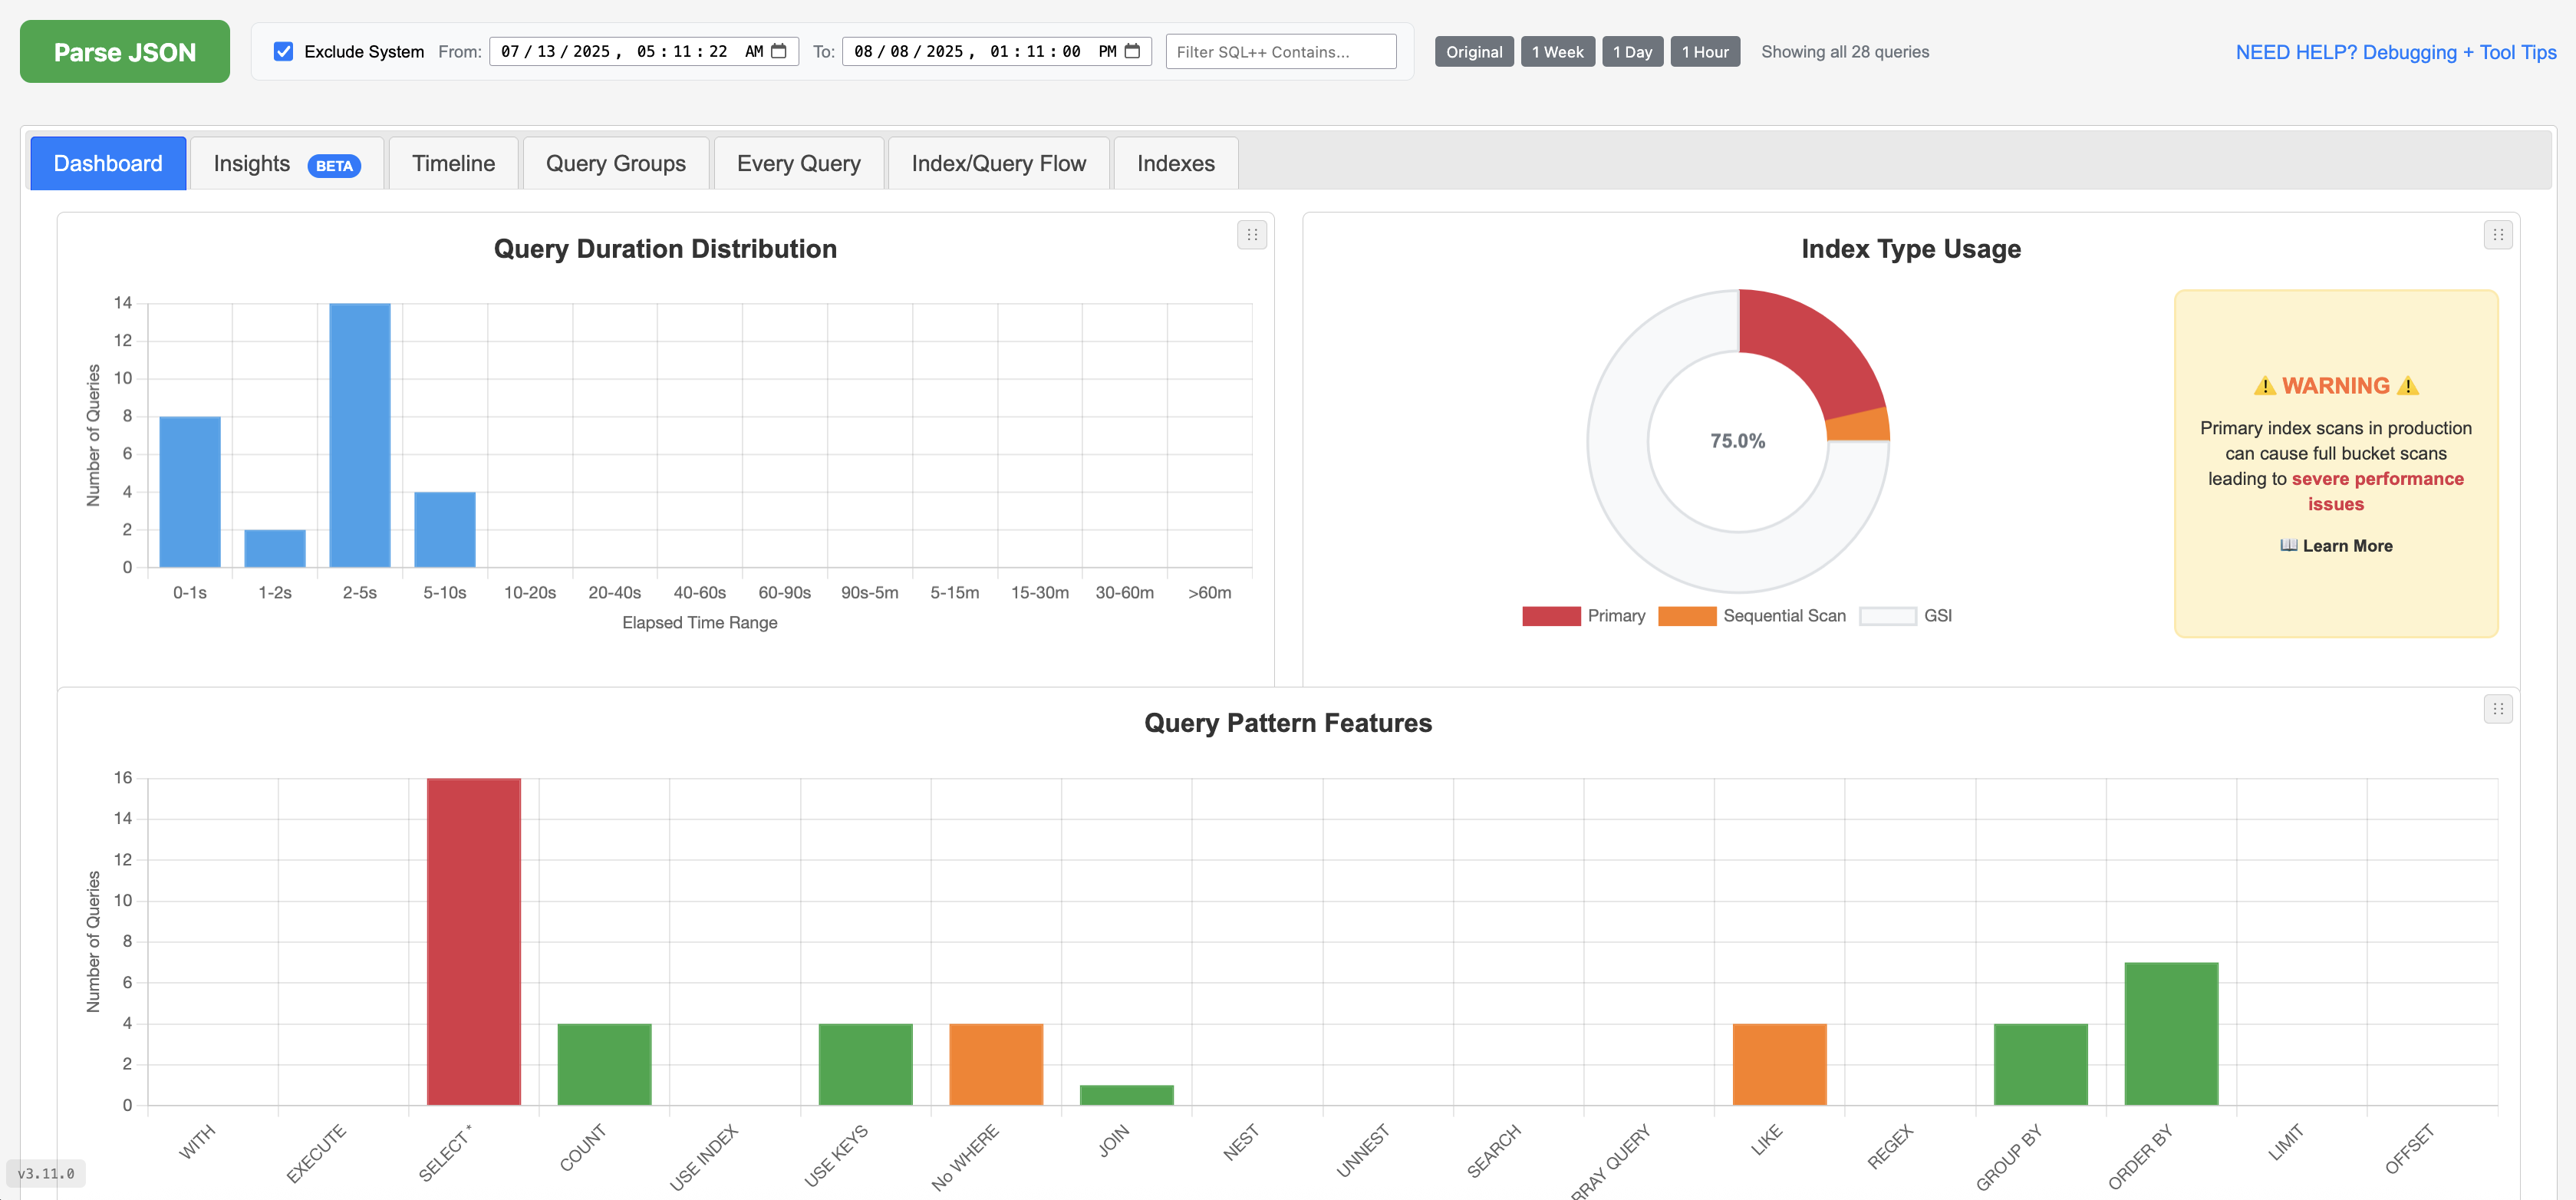 Parse JSON
Exclude System From: 07/13/2025, 05:11:22 AM To: 08/08/2025, 01:11:00 PM Filter SQL++ Contains...
Original 1 Week 1 Day 1 Hour Showing all 28 queries
NEED HELP? Debugging + Tool Tips
Dashboard Insights BETA Timeline Query Groups Every Query Index/Query Flow Indexes
Query Duration Distribution
Number of Queries
14
12
10
8
6
4
2
0
0-1s 1-2s 2-5s 5-10s 10-20s 20-40s 40-60s 60-90s 90s-5m 5-15m 15-30m 30-60m >60m
Elapsed Time Range
Index Type Usage
75.0%
Primary Sequential Scan GSI
⚠️ WARNING ⚠️
Primary index scans in production
can cause full bucket scans
leading to severe performance
issues
📖 Learn More
Query Pattern Features
Number of Queries
16
14
12
10
8
6
4
2
0
WITH EXECUTE SELECT * COUNT USE INDEX USE KEYS No WHERE JOIN NEST UNNEST SEARCH RRAY QUERY LIKE REGEX GROUP BY ORDER BY LIMIT OFFSET
v3.11.0